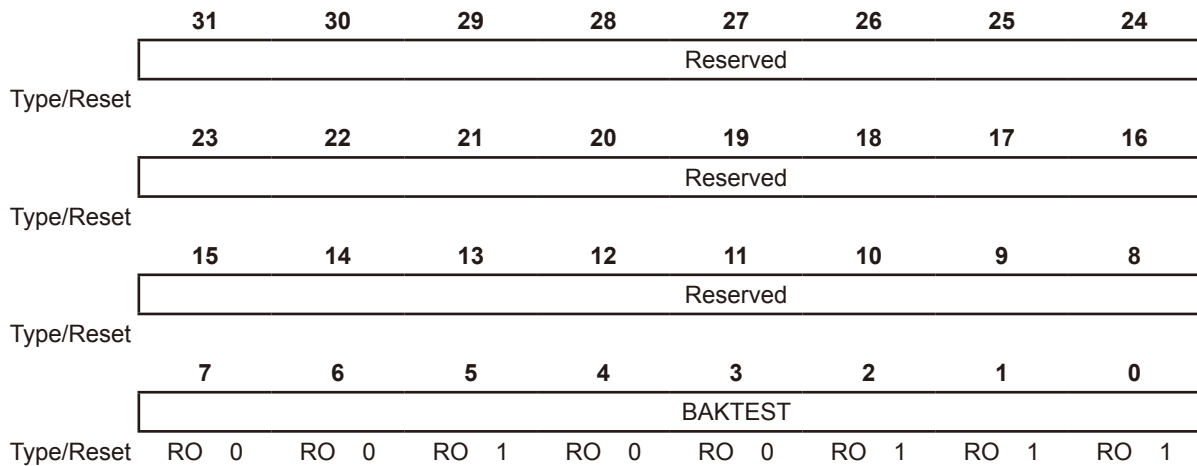 31 30 29 28 27 26 25 24
Reserved
Type/Reset
23 22 21 20 19 18 17 16
Reserved
Type/Reset
15 14 13 12 11 10 9 8
Reserved
Type/Reset
7 6 5 4 3 2 1 0
BAKTEST
Type/Reset RO 0 RO 0 RO 1 RO 0 RO 0 RO 1 RO 1 RO 1